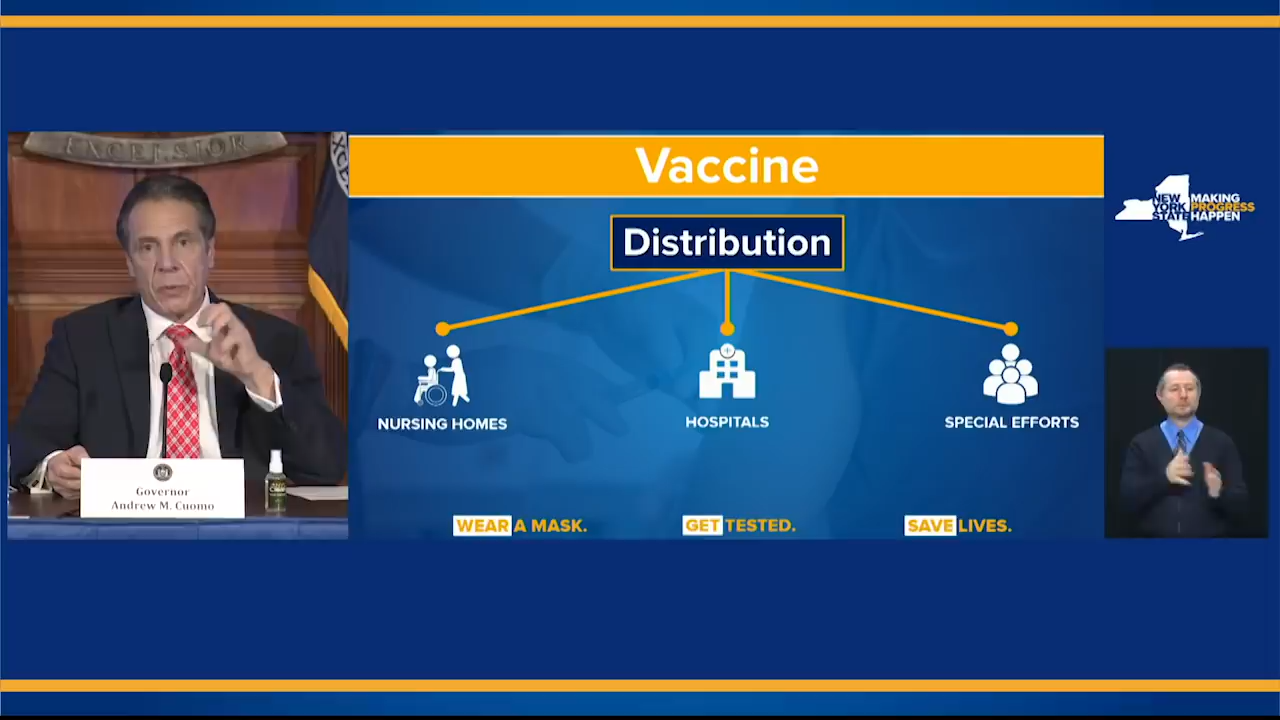 EXCELSIOR
Vaccine
Distribution
NURSING HOMES
HOSPITALS
SPECIAL EFFORTS
WEAR A MASK.
GET TESTED.
SAVE LIVES.
Governor
Andrew M. Cuomo
NEW YORK STATE
MAKING PROGRESS HAPPEN